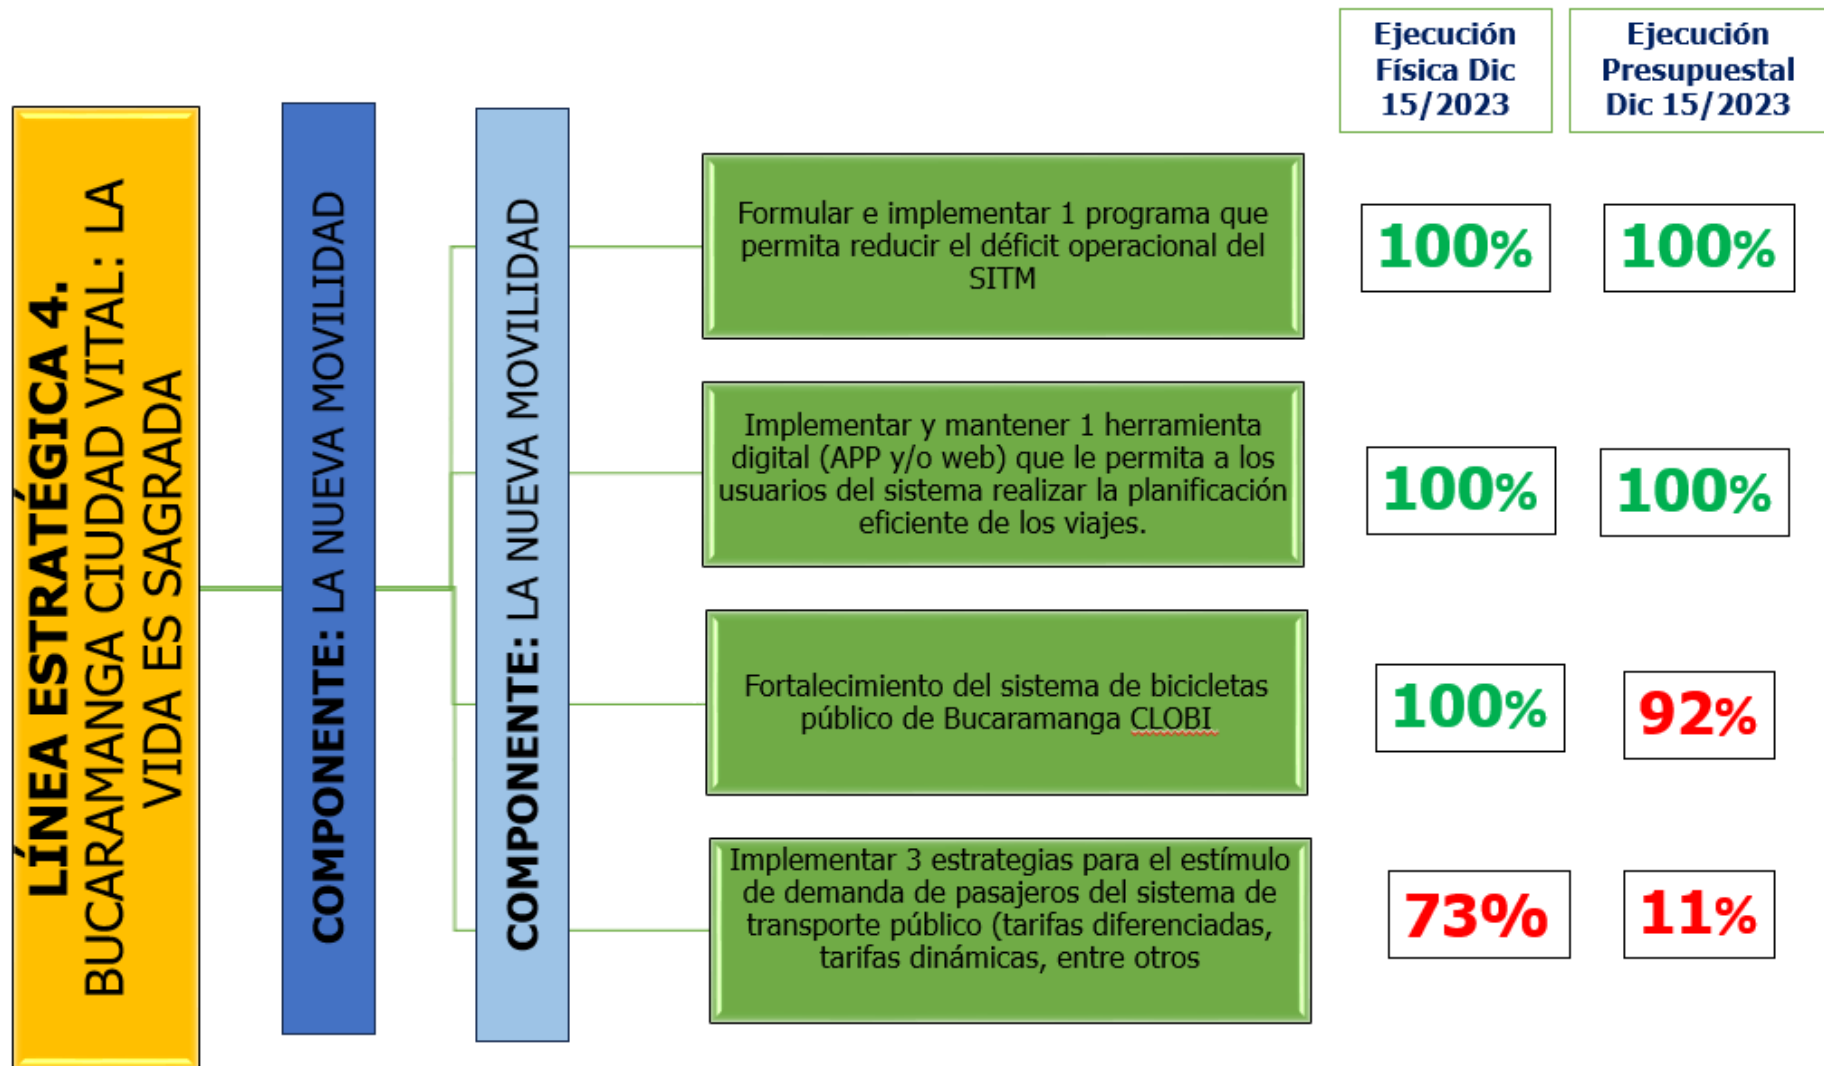 Ejecución
Física Dic
15/2023
Ejecución
Presupuestal
Dic 15/2023
LÍNEA ESTRATÉGICA 4.
BUCARAMANGA CIUDAD VITAL: LA
VIDA ES SAGRADA
COMPONENTE: LA NUEVA MOVILIDAD
COMPONENTE: LA NUEVA MOVILIDAD
Formular e implementar 1 programa que
permita reducir el déficit operacional del
SITM
100%
100%
Implementar y mantener 1 herramienta
digital (APP y/o web) que le permita a los
usuarios del sistema realizar la planificación
eficiente de los viajes.
100%
100%
Fortalecimiento del sistema de bicicletas
público de Bucaramanga CLOBI
100%
92%
Implementar 3 estrategias para el estímulo
de demanda de pasajeros del sistema de
transporte público (tarifas diferenciadas,
tarifas dinámicas, entre otros
73%
11%